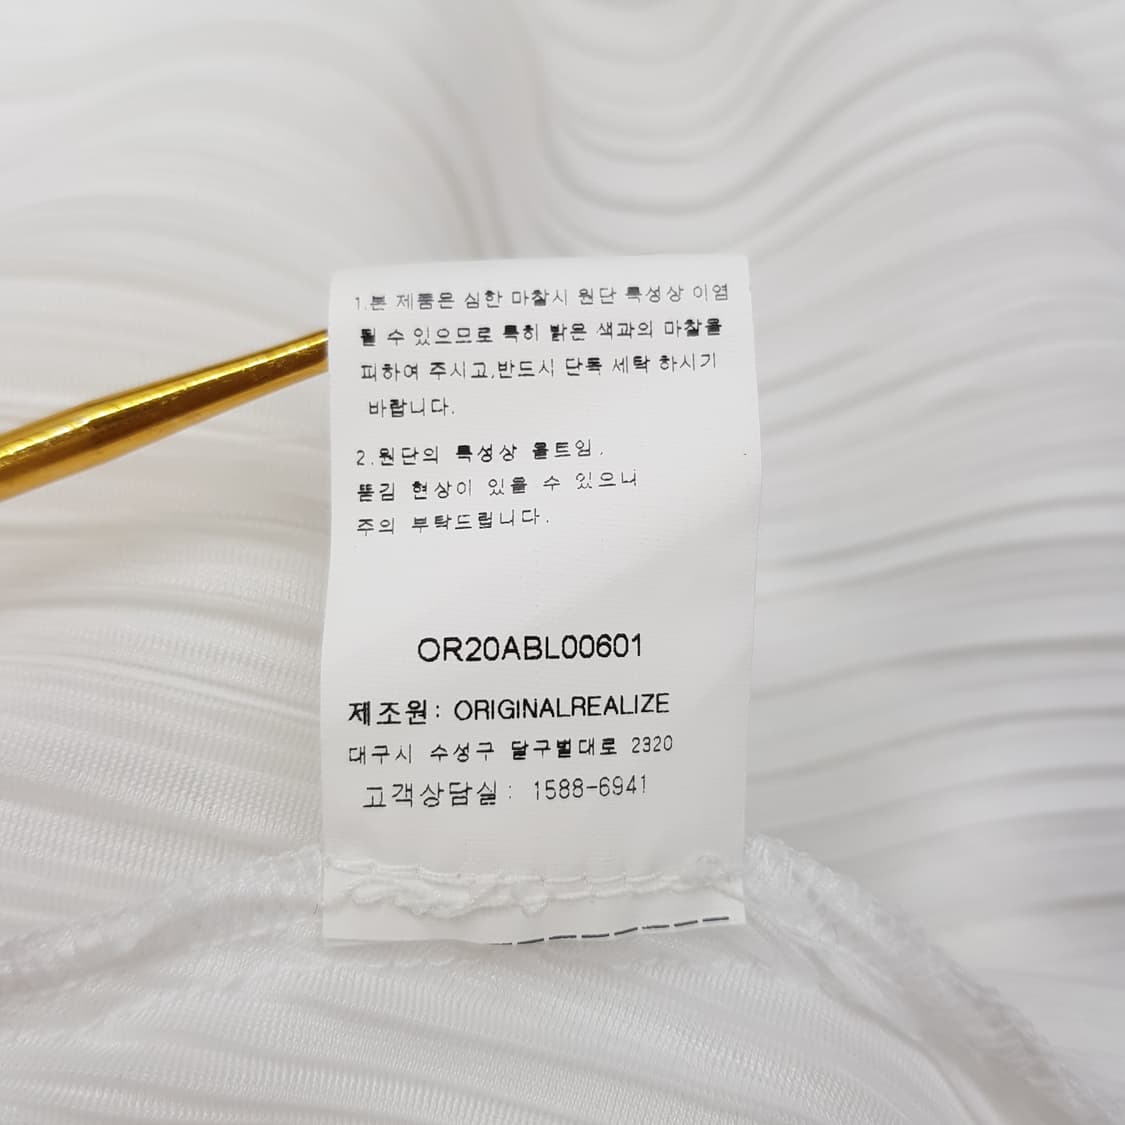 1.본 제품은 심한 마찰시 원단 특성상 이염
될 수 있으므로 특히 밝은 색과의 마찰을
피하여 주시고,반드시 단독 세탁 하시기
바랍니다.
2.원단의 특성상 올트임.
뜯김 현상이 있을 수 있으니
주의 부탁드립니다.
OR20ABL00601
제조원: ORIGINALREALIZE
대구시 수성구 달구벌대로 2320
고객상담실: 1588-6941